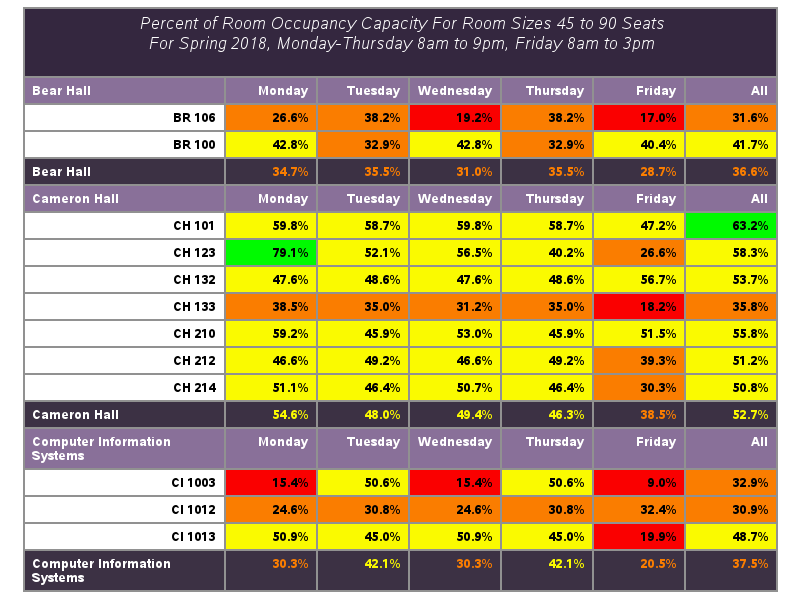 Percent of Room Occupancy Capacity For Room Sizes 45 to 90 Seats
For Spring 2018, Monday-Thursday 8am to 9pm, Friday 8am to 3pm
Bear Hall Monday Tuesday Wednesday Thursday Friday All
BR 106 26.6% 38.2% 19.2% 38.2% 17.0% 31.6%
BR 100 42.8% 32.9% 42.8% 32.9% 40.4% 41.7%
Bear Hall 34.7% 35.5% 31.0% 35.5% 28.7% 36.6%
Cameron Hall Monday Tuesday Wednesday Thursday Friday All
CH 101 59.8% 58.7% 59.8% 58.7% 47.2% 63.2%
CH 123 79.1% 52.1% 56.5% 40.2% 26.6% 58.3%
CH 132 47.6% 48.6% 47.6% 48.6% 56.7% 53.7%
CH 133 38.5% 35.0% 31.2% 35.0% 18.2% 35.8%
CH 210 59.2% 45.9% 53.0% 45.9% 51.5% 55.8%
CH 212 46.6% 49.2% 46.6% 49.2% 39.3% 51.2%
CH 214 51.1% 46.4% 50.7% 46.4% 30.3% 50.8%
Cameron Hall 54.6% 48.0% 49.4% 46.3% 38.5% 52.7%
Computer Information Monday Tuesday Wednesday Thursday Friday All
Systems
CI 1003 15.4% 50.6% 15.4% 50.6% 9.0% 32.9%
CI 1012 24.6% 30.8% 24.6% 30.8% 32.4% 30.9%
CI 1013 50.9% 45.0% 50.9% 45.0% 19.9% 48.7%
Computer Information 30.3% 42.1% 30.3% 42.1% 20.5% 37.5%
Systems